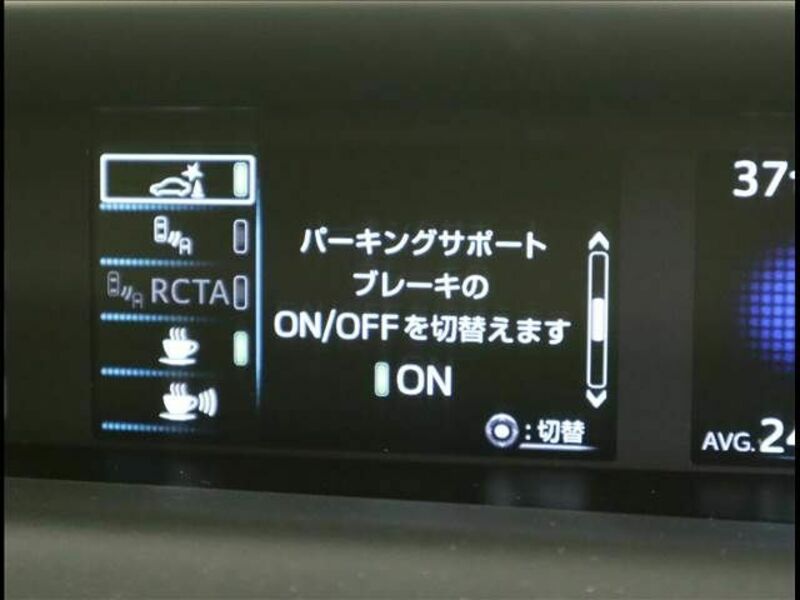 パーキングサポート
ブレーキの
ON/OFFを切替えます
ON
:切替
RCTA
37
AVG. 24